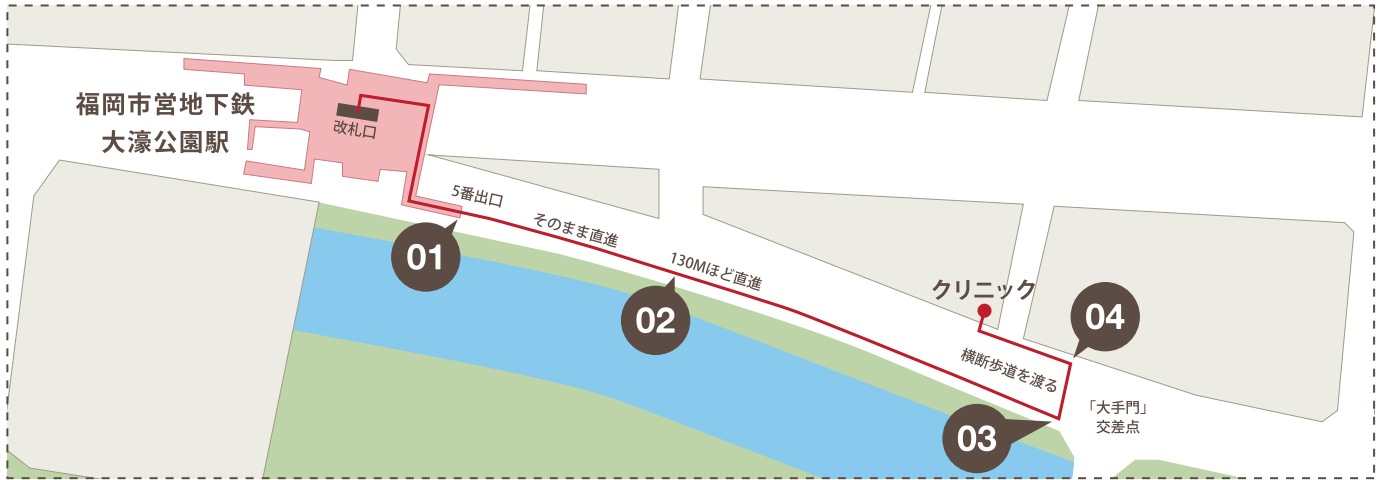 福岡市営地下鉄
大濠公園駅
改札口
5番出口
そのまま直進
130Mほど直進
01
02
クリニック
04
横断歩道を渡る
「大手門」
交差点
03